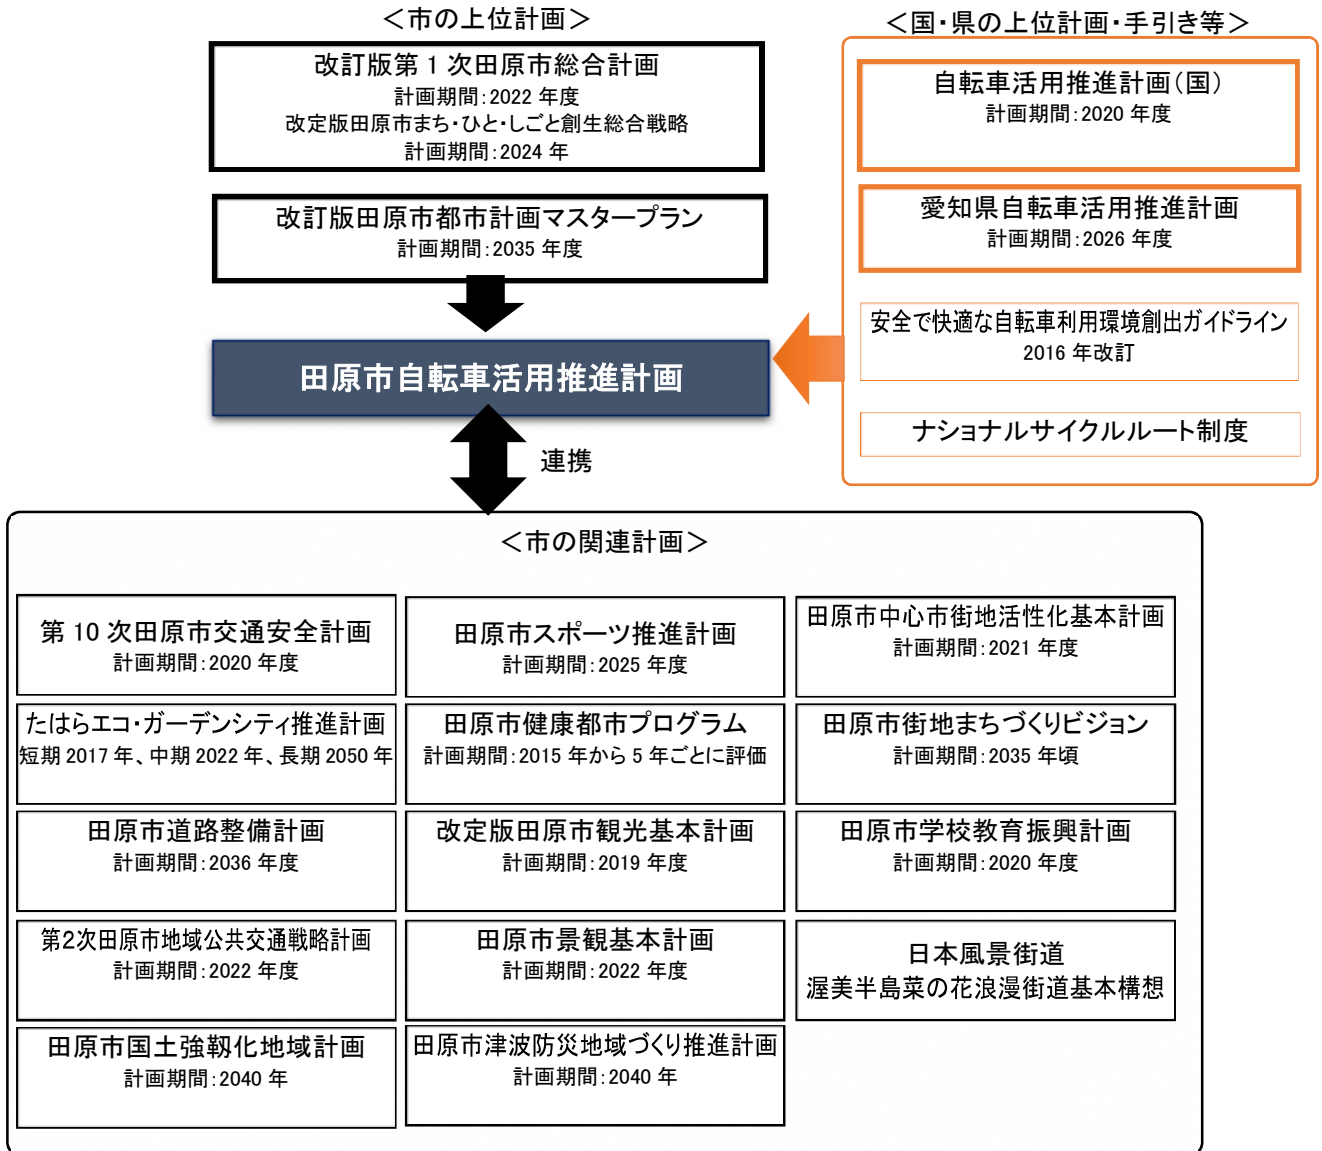 ＜市の上位計画＞
改訂版第1次田原市総合計画
計画期間：2022 年度
改定版田原市まち・ひと・しごと創生総合戦略
計画期間：2024 年
改訂版田原市都市計画マスタープラン
計画期間：2035 年度
＜国・県の上位計画・手引き等＞
自転車活用推進計画（国）
計画期間：2020 年度
愛知県自転車活用推進計画
計画期間：2026 年度
安全で快適な自転車利用環境創出ガイドライン
2016 年改訂
ナショナルサイクルルート制度
田原市自転車活用推進計画
連携
＜市の関連計画＞
第 10 次田原市交通安全計画
計画期間：2020 年度
田原市スポーツ推進計画
計画期間：2025 年度
田原市中心市街地活性化基本計画
計画期間：2021 年度
たはらエコ・ガーデンシティ推進計画
短期 2017 年、中期 2022 年、長期 2050 年
田原市健康都市プログラム
計画期間：2015 年から 5 年ごとに評価
田原市街地まちづくりビジョン
計画期間：2035 年頃
田原市道路整備計画
計画期間：2036 年度
改定版田原市観光基本計画
計画期間：2019 年度
田原市学校教育振興計画
計画期間：2020 年度
第2次田原市地域公共交通戦略計画
計画期間：2022 年度
田原市景観基本計画
計画期間：2022 年度
日本風景街道
渥美半島菜の花浪漫街道基本構想
田原市国土強靱化地域計画
計画期間：2040 年
田原市津波防災地域づくり推進計画
計画期間：2040 年